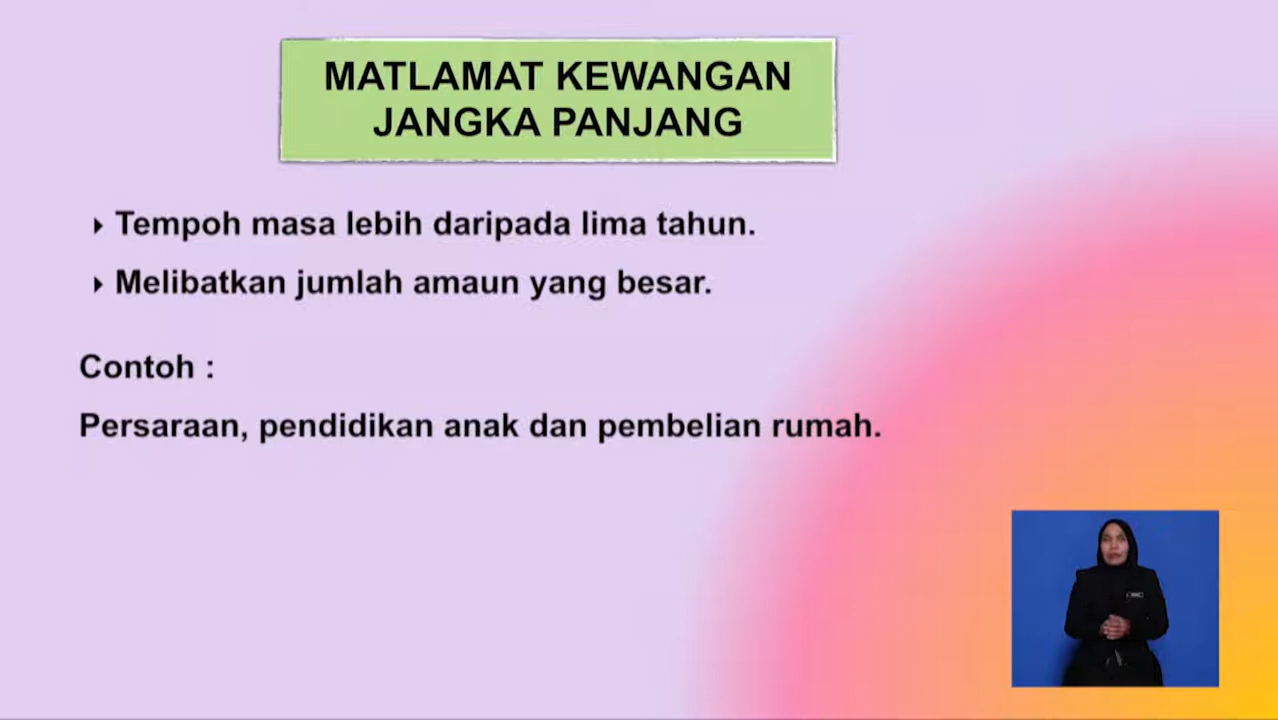 MATLAMAT KEWANGAN
JANGKA PANJANG
Tempoh masa lebih daripada lima tahun.
Melibatkan jumlah amaun yang besar.
Contoh :
Persaraan, pendidikan anak dan pembelian rumah.